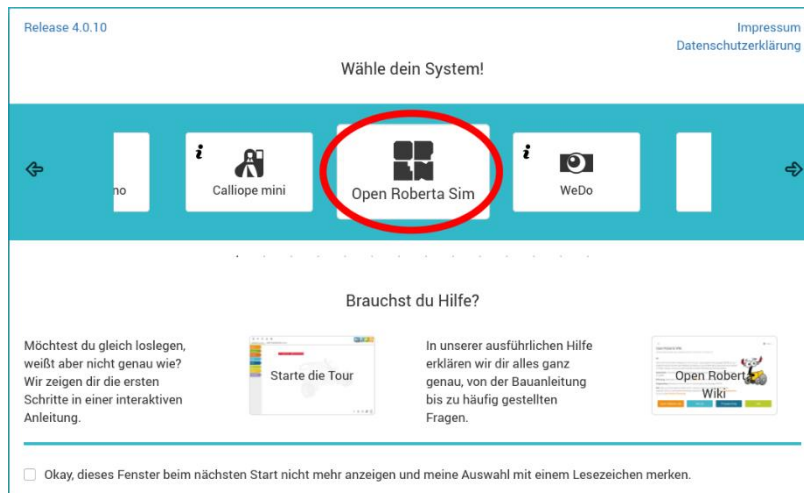 Release 4.0.10
Impressum
Datenschutzerklärung
Wähle dein System!
no
Calliope mini
OPEN
Open Roberta Sim
WeDo
Brauchst du Hilfe?
Möchtest du gleich loslegen,
weißt aber nicht genau wie?
Wir zeigen dir die ersten
Schritte in einer interaktiven
Anleitung.
Starte die Tour
In unserer ausführlichen Hilfe
erklären wir dir alles ganz
genau, von der Bauanleitung
bis zu häufig gestellten
Fragen.
Open Roberta
Wiki
Okay, dieses Fenster beim nächsten Start nicht mehr anzeigen und meine Auswahl mit einem Lesezeichen merken.